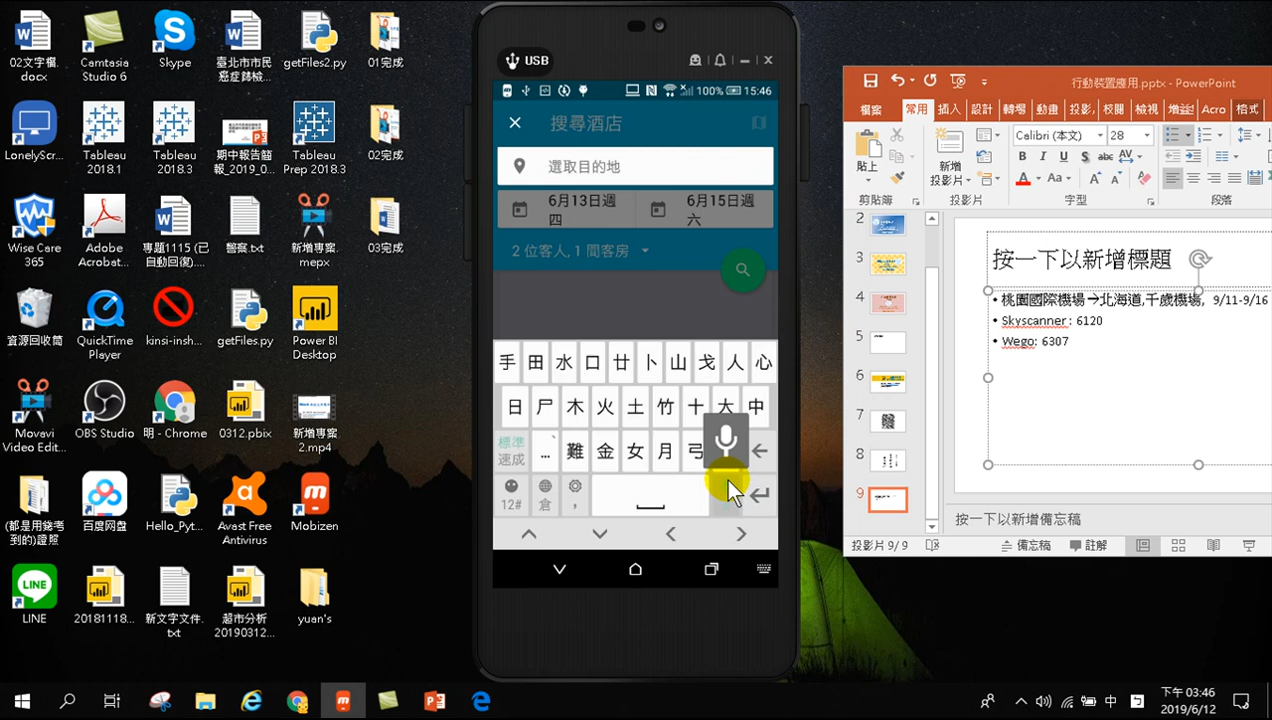 02文字檔.
docx
Camtasia
Studio 6
Skype
臺北市市民
癌症篩檢...
getFiles2.py
01完成
LonelyScr...
Tableau
2018.1
Tableau
2018.3
期中報告簡
報_2019_0...
Tableau
Prep 2018.3
02完成
Wise Care
365
Adobe
Acrobat...
專題1115 (已
自動回復)....
警察.txt
新增專案.
mepx
03完成
資源回收筒
QuickTime
Player
kinsi-insh...
getFiles.py
Power BI
Desktop
Movavi
Video Edit...
OBS Studio
明 - Chrome
0312.pbix
新增專案
2.mp4
(都是用錢考
到的)證照
百度网盘
Hello_Pyt...
Avast Free
Antivirus
Mobizen
LINE
20181118...
新文字文件.
txt
超市分析
20190312...
yuan's
USB
100% 15:46
搜尋酒店
選取目的地
6月13日週
四
6月15日週
六
2 位客人, 1 間客房
手 田 水 口 廿 卜 山 戈 人 心
日 尸 木 火 土 竹 十 大 中
標準
速成
... 難 金 女 月 弓
12# 倉 ,
行動裝置應用.pptx - PowerPoint
檔案 常用 插入 設計 轉場 動畫 投影, 校閱 檢視 增益 Acro 格式
貼上
新增
投影片
Calibri (本文) 28
B I U S abc AV
A Aa A A
剪貼簿 投影片 字型 段落
2
3
4
5
6
7
8
9
按一下以新增標題
• 桃園國際機場→北海道,千歲機場, 9/11-9/16
• Skyscanner : 6120
• Wego: 6307
按一下以新增備忘稿
投影片 9/9 備忘稿 註解
中
下午 03:46
2019/6/12